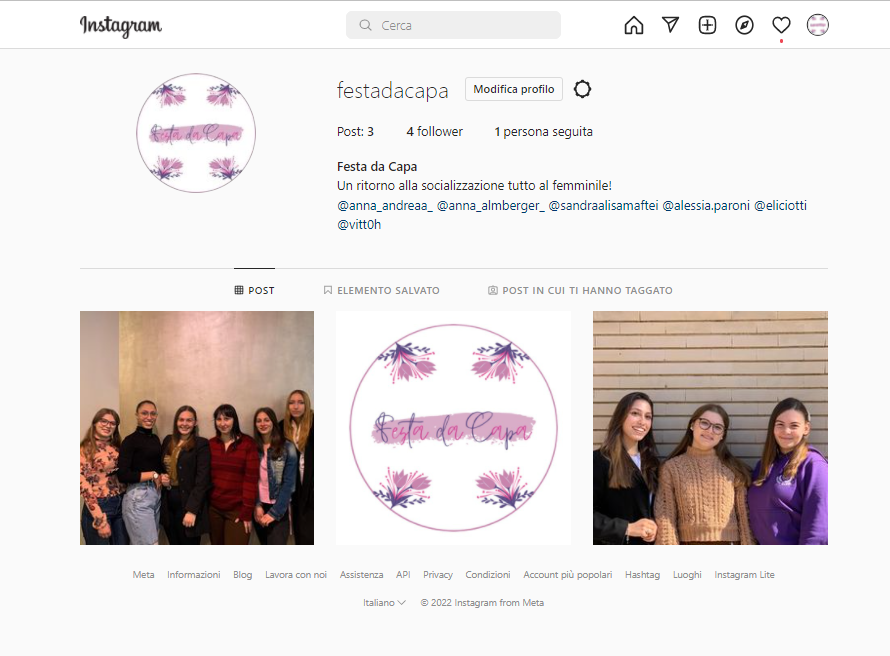 Instagram
Cerca
festadacapa Modifica profilo
Post: 3 4 follower 1 persona seguita
Festa da Capa
Un ritorno alla socializzazione tutto al femminile!
@anna_andreaa_ @anna_almberger_ @sandraalisamaftei @alessia.paroni @eliciotti
@vitt0h
Festa da Capa
POST ELEMENTO SALVATO POST IN CUI TI HANNO TAGGATO
Festa da Capa
Meta Informazioni Blog Lavora con noi Assistenza API Privacy Condizioni Account più popolari Hashtag Luoghi Instagram Lite
Italiano © 2022 Instagram from Meta